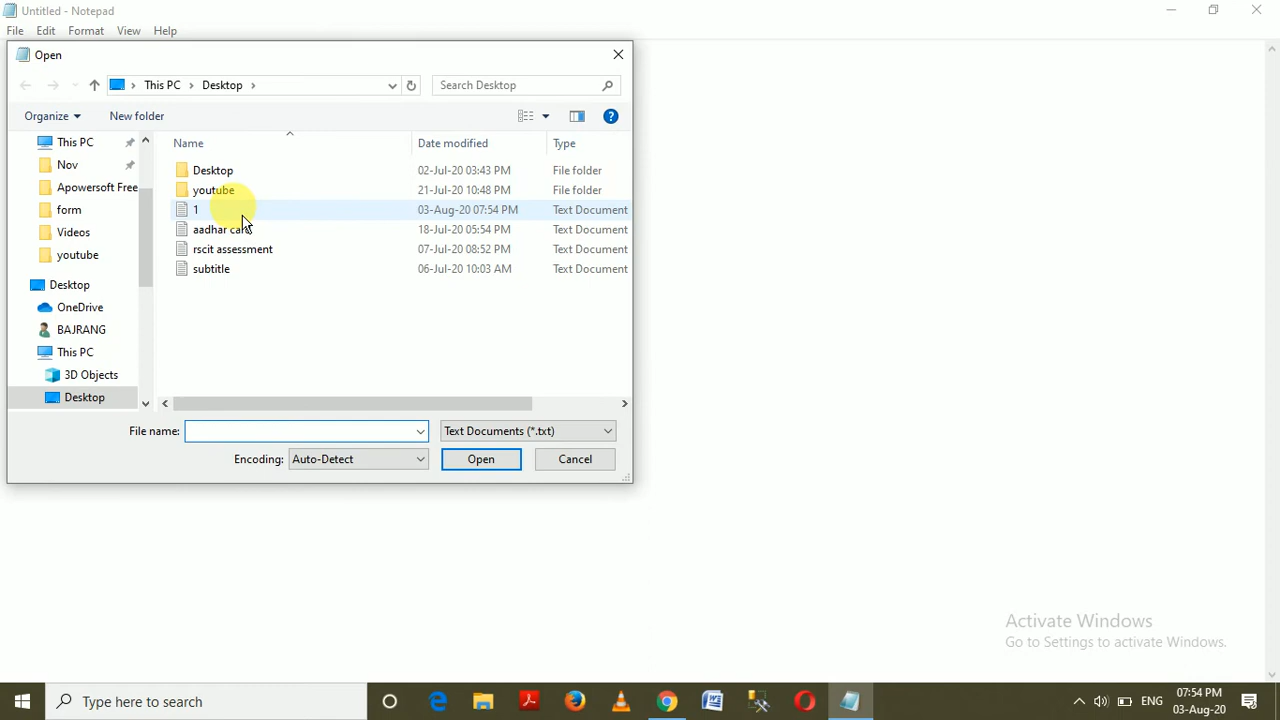 Untitled - Notepad
File Edit Format View Help
Open
This PC Desktop
Search Desktop
Organize New folder
This PC
Nov
Apowersoft Free
form
Videos
youtube
Desktop
OneDrive
BAJRANG
This PC
3D Objects
Desktop
Name Date modified Type
Desktop 02-Jul-20 03:43 PM File folder
youtube 21-Jul-20 10:48 PM File folder
1 03-Aug-20 07:54 PM Text Document
aadhar card 18-Jul-20 05:54 PM Text Document
rscit assessment 07-Jul-20 08:52 PM Text Document
subtitle 06-Jul-20 10:03 AM Text Document
File name: Text Documents (*.txt)
Encoding: Auto-Detect Open Cancel
Activate Windows
Go to Settings to activate Windows.
Type here to search
ENG
07:54 PM
03-Aug-20